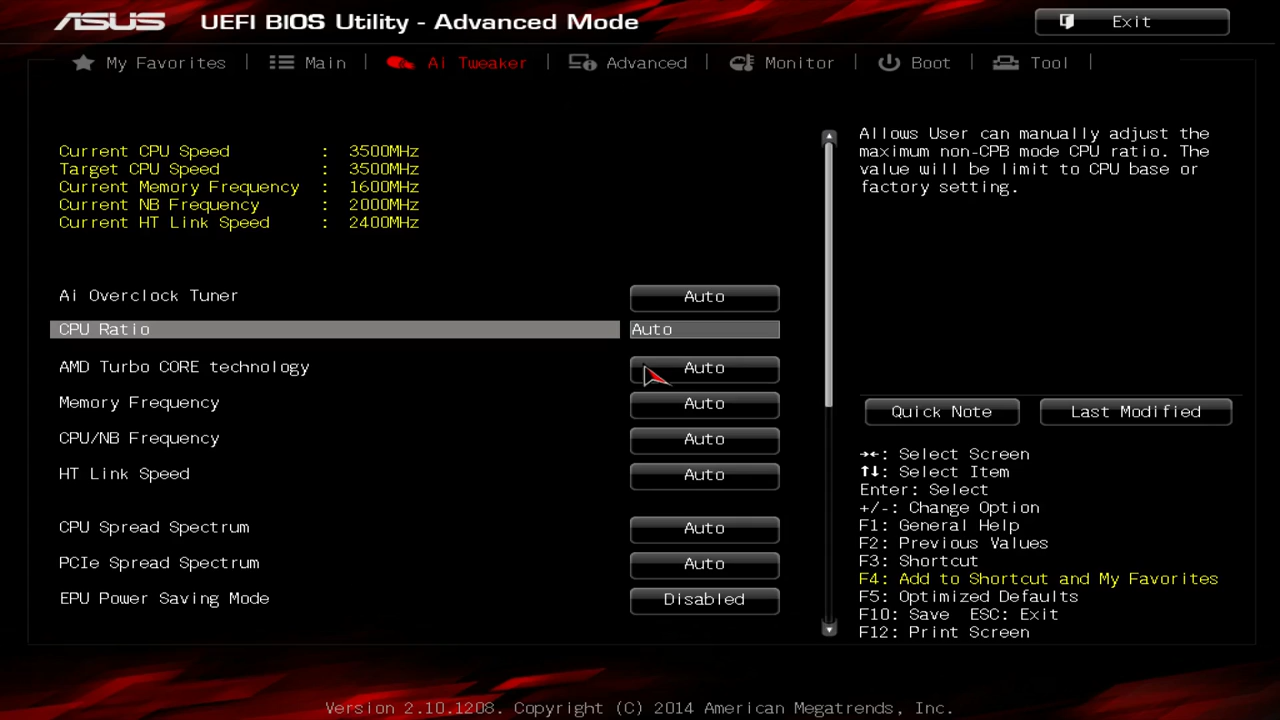 ASUS UEFI BIOS Utility - Advanced Mode Exit
My Favorites Main Ai Tweaker Advanced Monitor Boot Tool
Current CPU Speed : 3500MHz
Target CPU Speed : 3500MHz
Current Memory Frequency : 1600MHz
Current NB Frequency : 2000MHz
Current HT Link Speed : 2400MHz
Ai Overclock Tuner Auto
CPU Ratio Auto
AMD Turbo CORE technology Auto
Memory Frequency Auto
CPU/NB Frequency Auto
HT Link Speed Auto
CPU Spread Spectrum Auto
PCIe Spread Spectrum Auto
EPU Power Saving Mode Disabled
Allows User can manually adjust the
maximum non-CPB mode CPU ratio. The
value will be limit to CPU base or
factory setting.
Quick Note Last Modified
→←: Select Screen
↑↓: Select Item
Enter: Select
+/-: Change Option
F1: General Help
F2: Previous Values
F3: Shortcut
F4: Add to Shortcut and My Favorites
F5: Optimized Defaults
F10: Save ESC: Exit
F12: Print Screen
Version 2.10.1208. Copyright (C) 2014 American Megatrends, Inc.